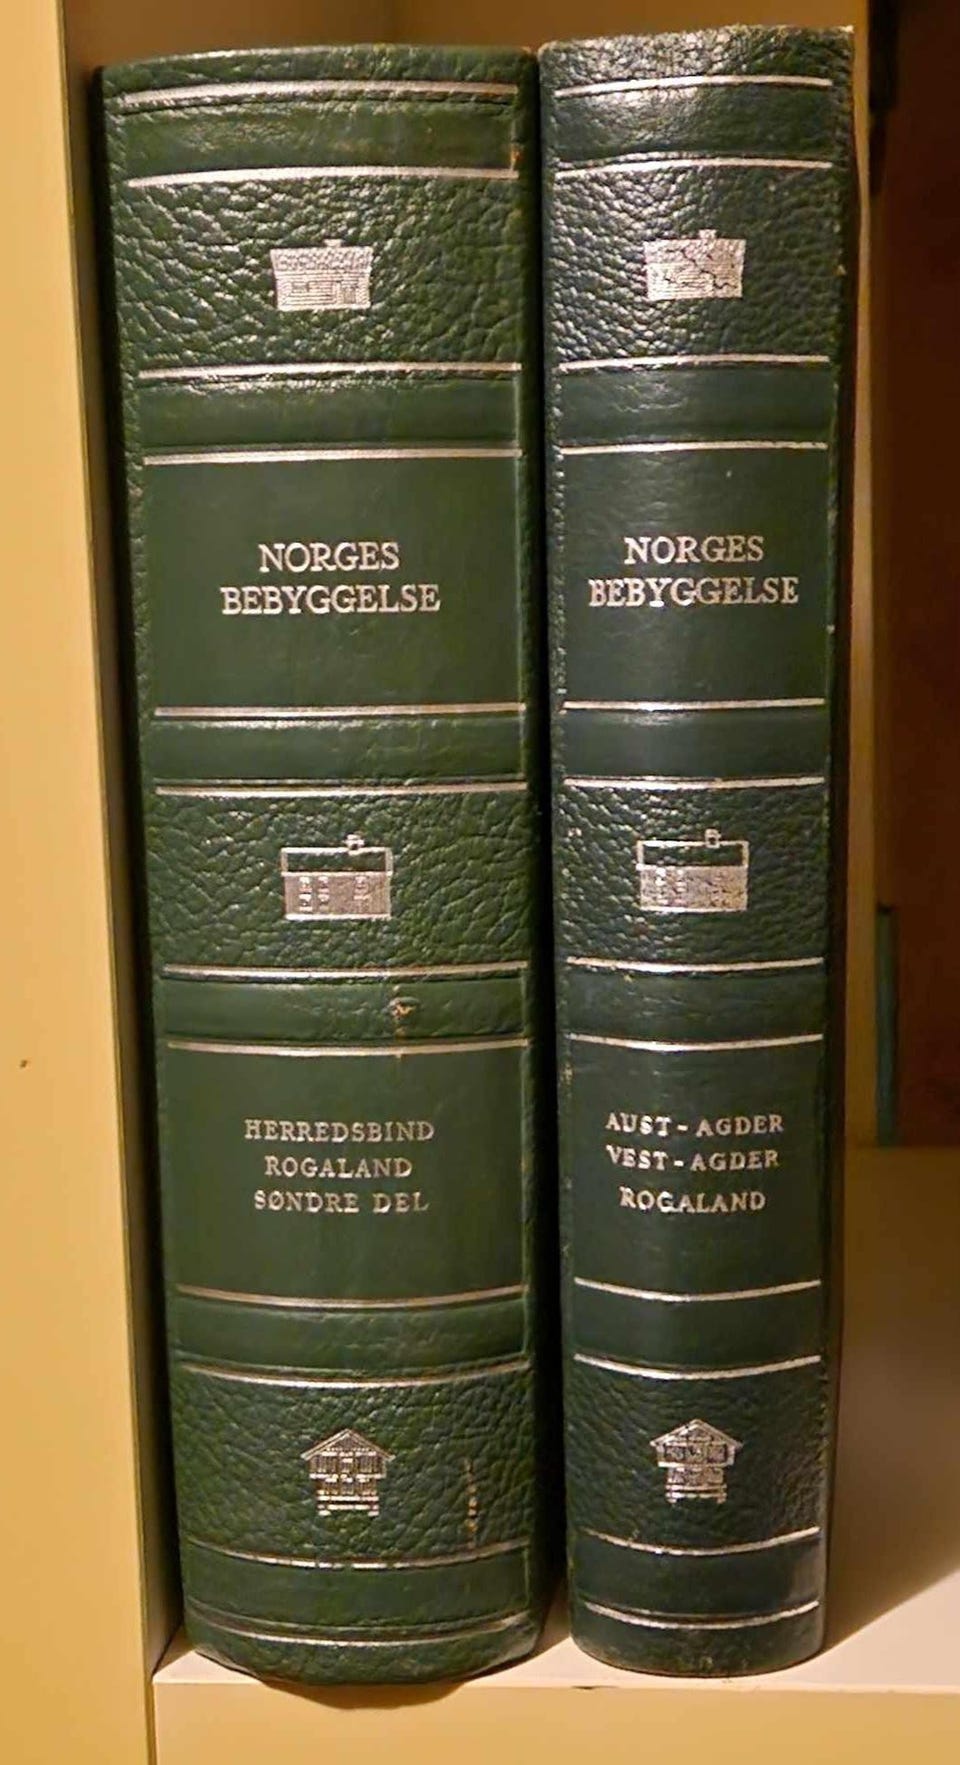 NORGES
BEBYGGELSE
HERREDSBIND
ROGALAND
SØNDRE DEL
NORGES
BEBYGGELSE
AUST-AGDER
VEST-AGDER
ROGALAND